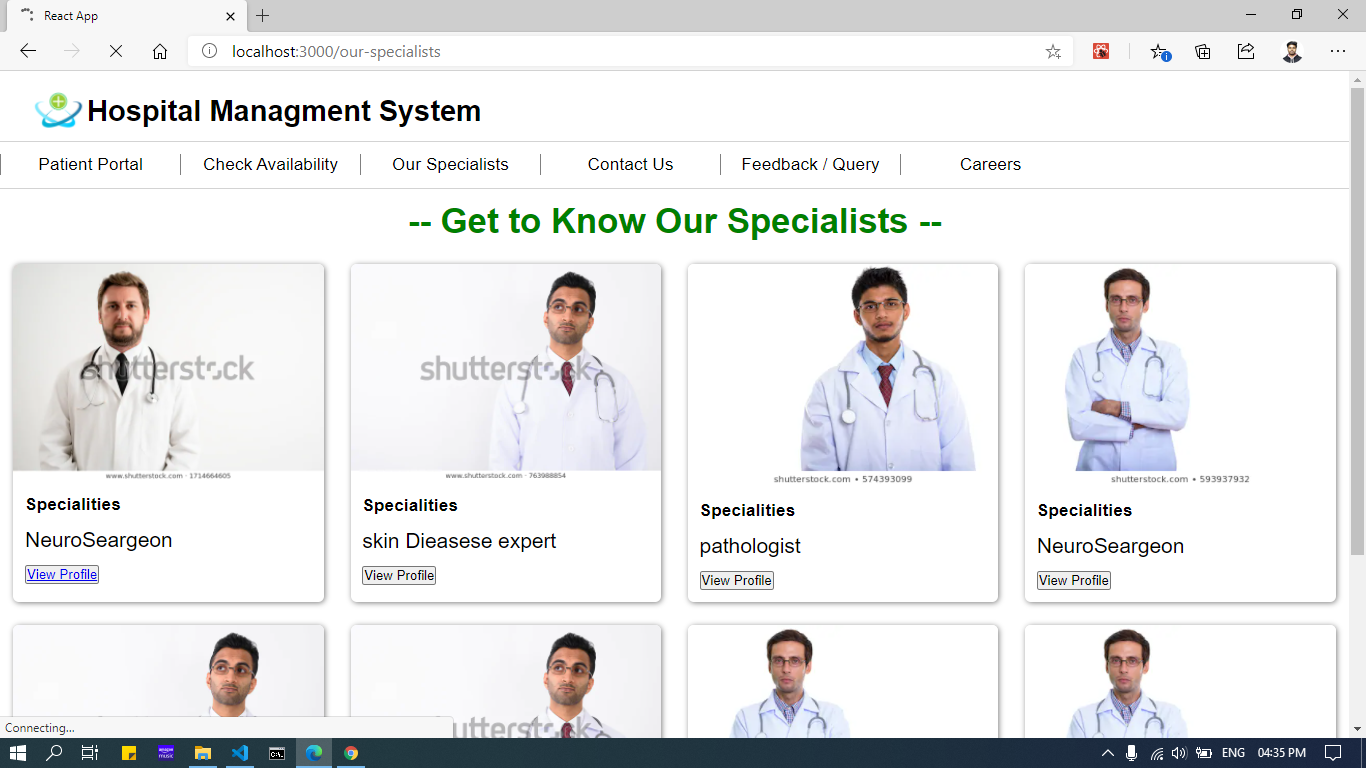 React App
localhost:3000/our-specialists
Hospital Managment System
Patient Portal
Check Availability
Our Specialists
Contact Us
Feedback / Query
Careers
-- Get to Know Our Specialists --
shutterstock
www.shutterstock.com · 1714664605
Specialities
NeuroSeargeon
View Profile
shutterstock
www.shutterstock.com · 763988854
Specialities
skin Dieasese expert
View Profile
shutterstock.com • 574393099
Specialities
pathologist
View Profile
shutterstock.com • 593937932
Specialities
NeuroSeargeon
View Profile
shutterstock
Connecting...
amazon
music
C:\.
ENG
04:35 PM